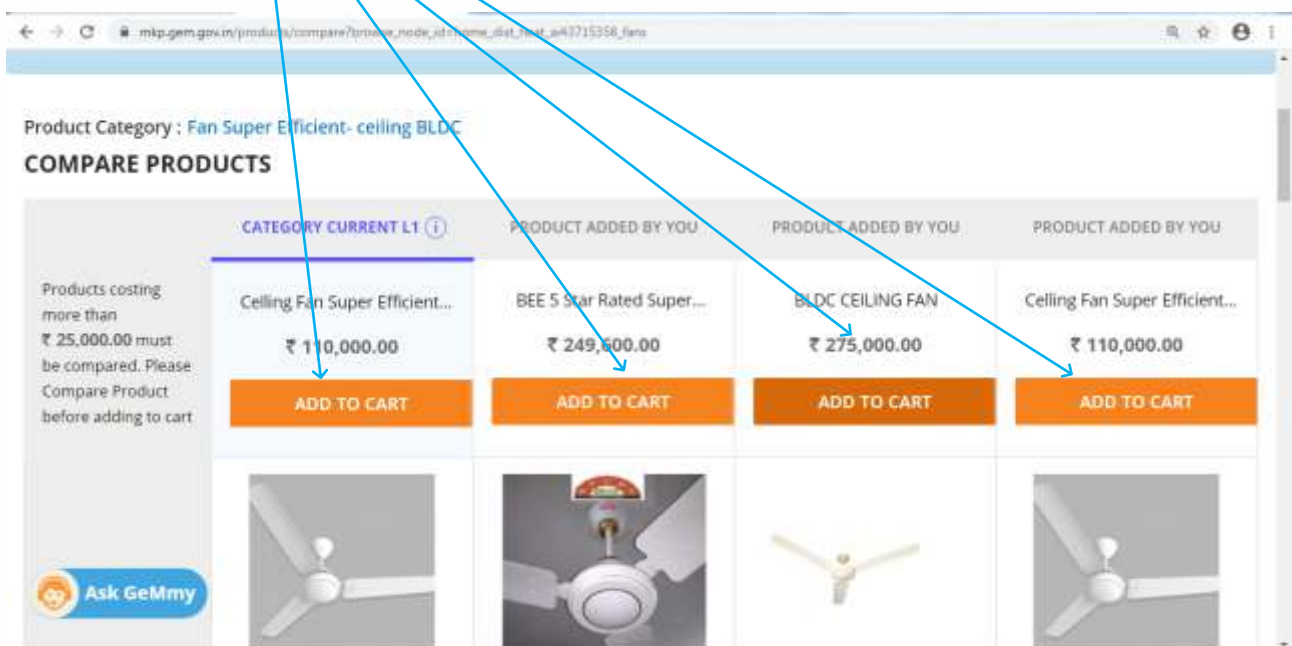 mkp.gem.gov.in/products/compare?browse_node_id=home_dist_heat_
Product Category : Fan Super Efficient- ceiling BLDC
COMPARE PRODUCTS
CATEGORY CURRENT L1 PRODUCT ADDED BY YOU PRODUCT ADDED BY YOU PRODUCT ADDED BY YOU
Products costing
more than
₹ 25,000.00 must
be compared. Please
Compare Product
before adding to cart
Celling Fan Super Efficient... BEE 5 Star Rated Super... BLDC CEILING FAN Celling Fan Super Efficient...
₹ 110,000.00 ₹ 249,600.00 ₹ 275,000.00 ₹ 110,000.00
ADD TO CART ADD TO CART ADD TO CART ADD TO CART
Ask GeMmy